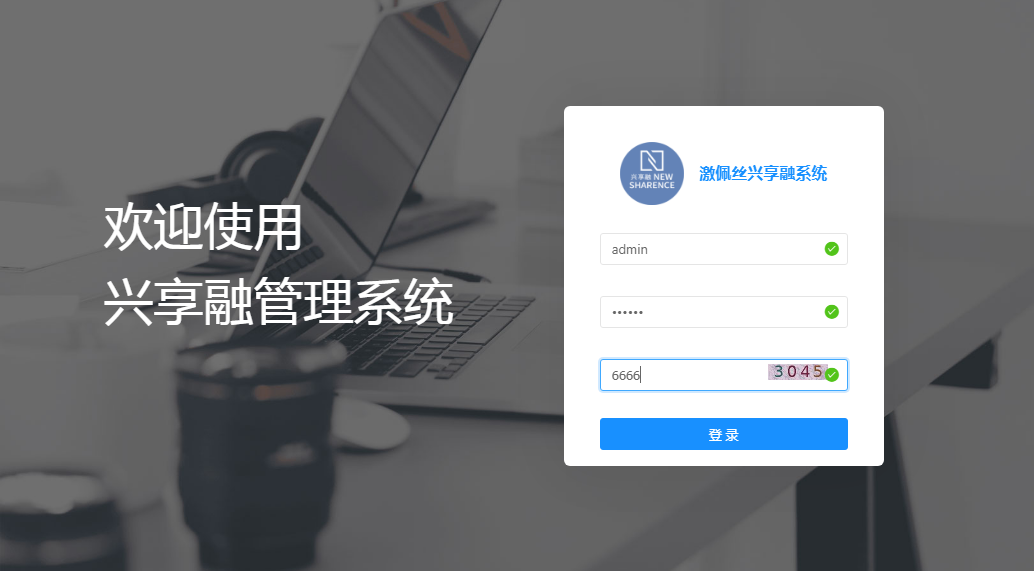 欢迎使用
兴享融管理系统
兴享融 NEW
SHARENCE
激佩丝兴享融系统
admin
••••••
6666
3045
登录